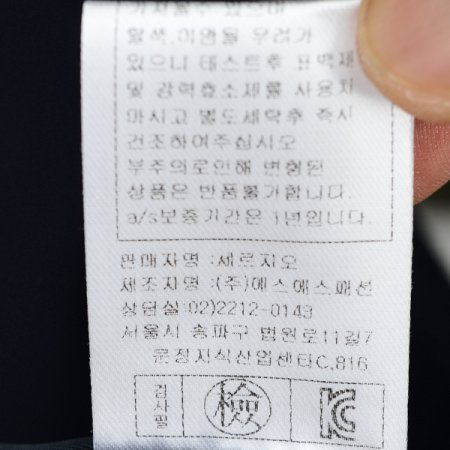 탈색.이염될 우려가
있으니 테스트후 표백제
및 강력효소세를 사용치
마시고 별도세탁후 즉시
건조하여주십시오
부주의로인해 변형된
상품은 반품불가합니다.
a/s보증기간은 1년입니다.
판매자명 :세르지오
제조자명 :(주)에스에스패션
상담실:02)2212-0143
서울시 송파구 법원로11길7
문정지식산업센타C,816
검사필
檢
KC